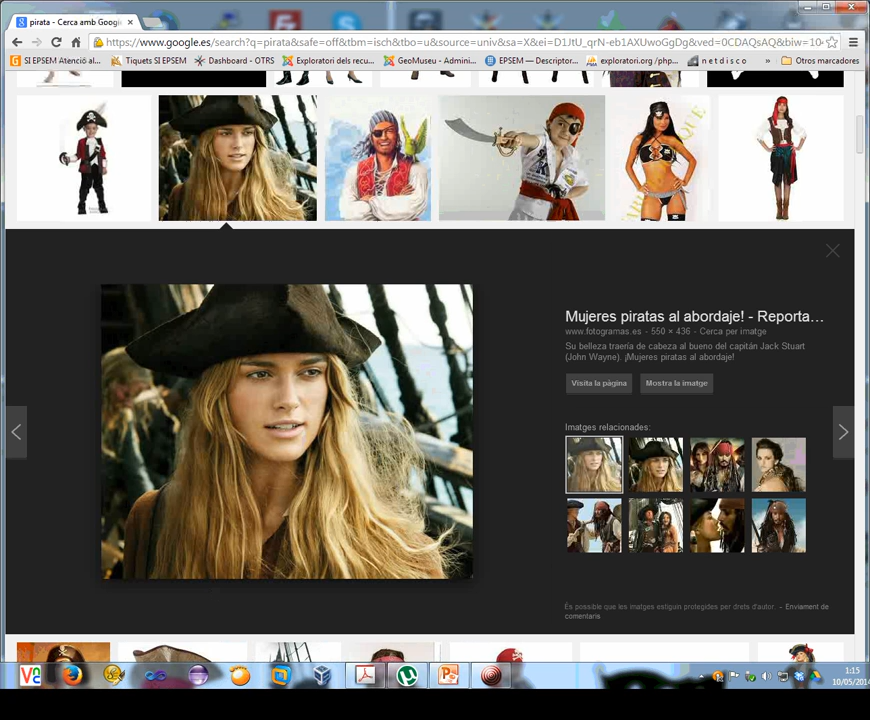 pirata - Cerca amb Googl
https://www.google.es/search?q=pirata&safe=off&tbm=isch&tbo=u&source=univ&sa=X&ei=D1JtU_qrN-eb1AXUwoGgDg&ved=0CDAQsAQ&biw=10
SI EPSEM Atenció al... Tiquets SI EPSEM Dashboard - OTRS Exploratori dels recu... GeoMuseu - Admini... EPSEM — Descriptor... exploratori.org /php... n e t d i s c o » Otros marcadores
Mujeres piratas al abordaje! - Reporta...
www.fotogramas.es - 550 × 436 - Cerca per imatge
Su belleza traería de cabeza al bueno del capitán Jack Stuart
(John Wayne). ¡Mujeres piratas al abordaje!
Visita la pàgina Mostra la imatge
Imatges relacionades:
És possible que les imatges estiguin protegides per drets d'autor. - Enviament de
comentaris
1:15
10/05/2014